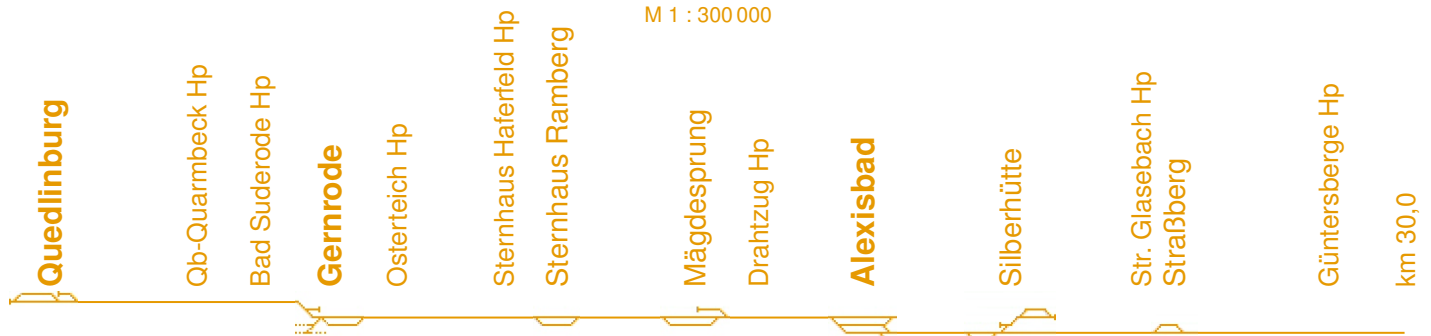 M 1 : 300 000
Quedlinburg
Qb-Quarmbeck Hp
Bad Suderode Hp
Gernrode
Osterteich Hp
Sternhaus Haferfeld Hp
Sternhaus Ramberg
Mägdesprung
Drahtzug Hp
Alexisbad
Silberhütte
Str. Glasebach Hp
Straßberg
Güntersberge Hp
km 30,0